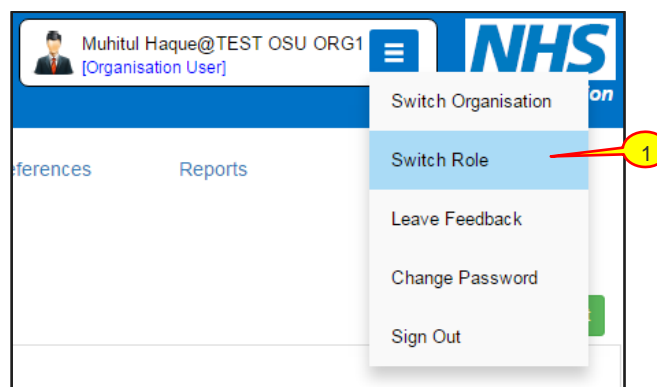 Muhitul Haque@TEST OSU ORG1
[Organisation User]
NHS
on
Switch Organisation
eferences
Reports
Switch Role
1
Leave Feedback
Change Password
Sign Out